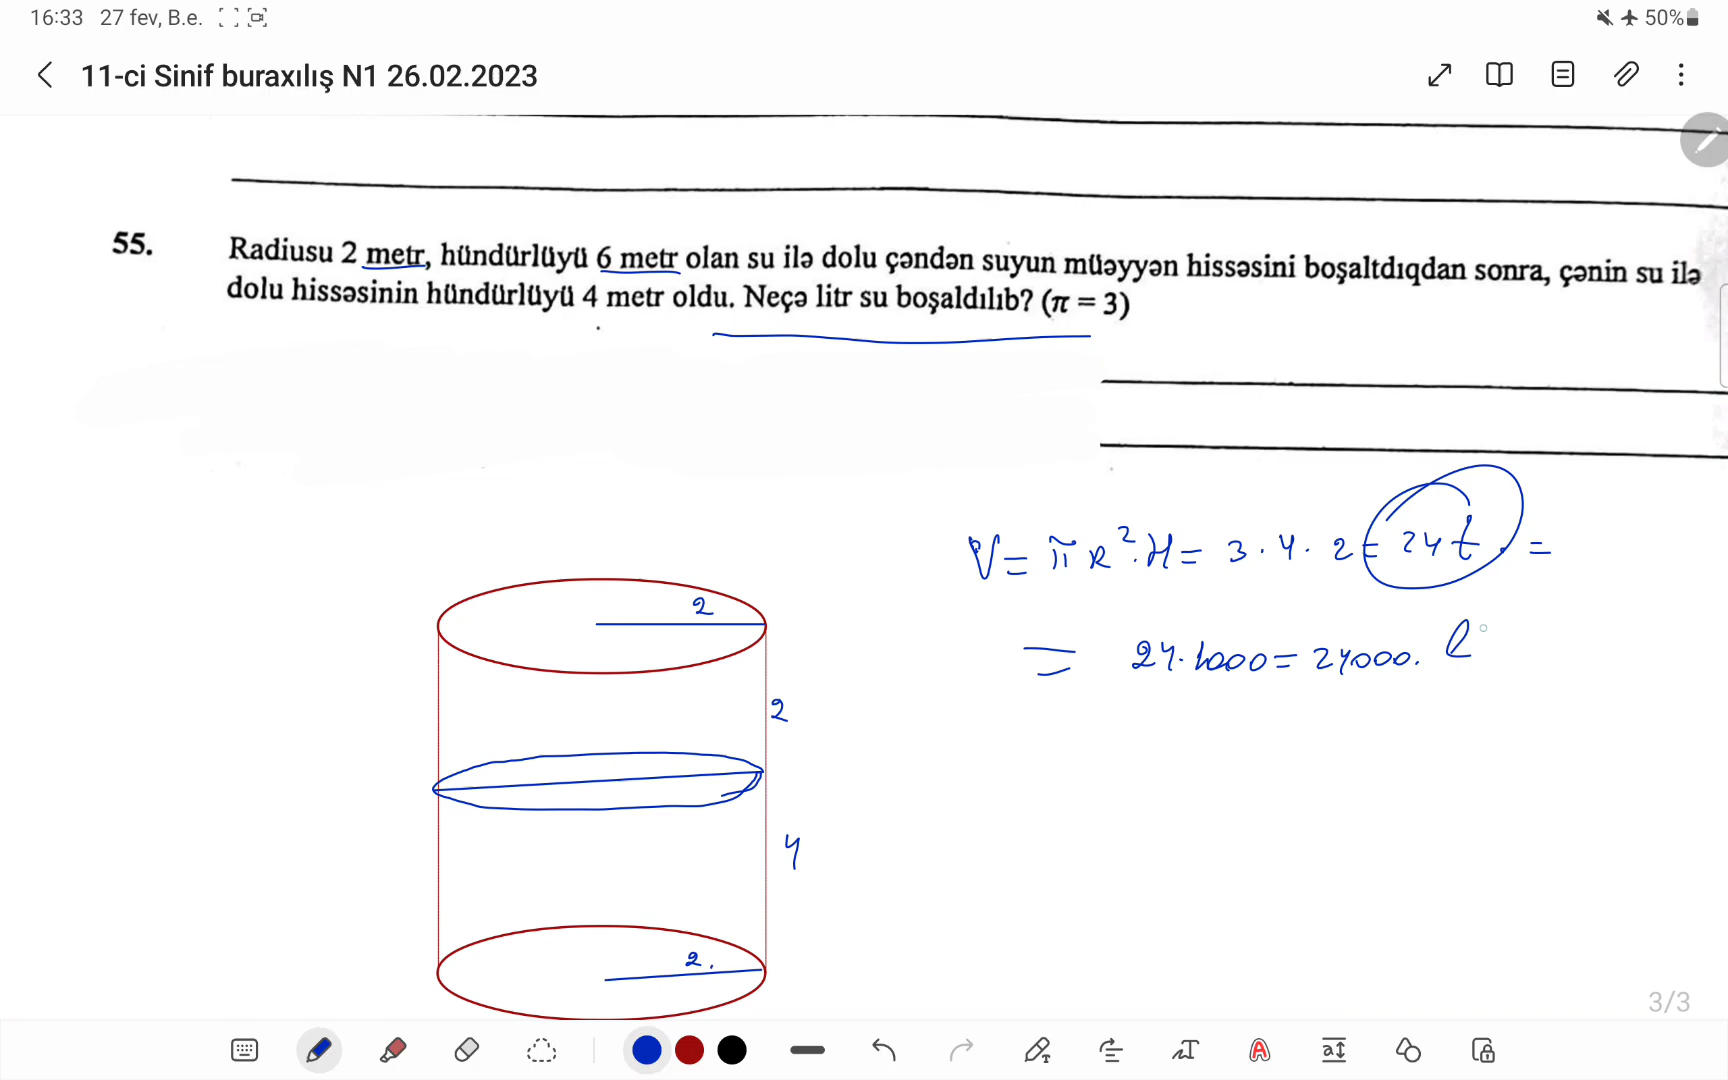 16:33 27 fev, B.e. 50%
11-ci Sinif buraxılış N1 26.02.2023
55. Radiusu 2 metr, hündürlüyü 6 metr olan su ilə dolu çəndən suyun müəyyən hissəsini boşaltdıqdan sonra, çənin su ilə
dolu hissəsinin hündürlüyü 4 metr oldu. Neçə litr su boşaldılıb? (π = 3)
V = π R². H = 3 · 4 · 2 = 24 t. =
= 24 · 1000 = 24000. l
2
2
4
2.
3/3